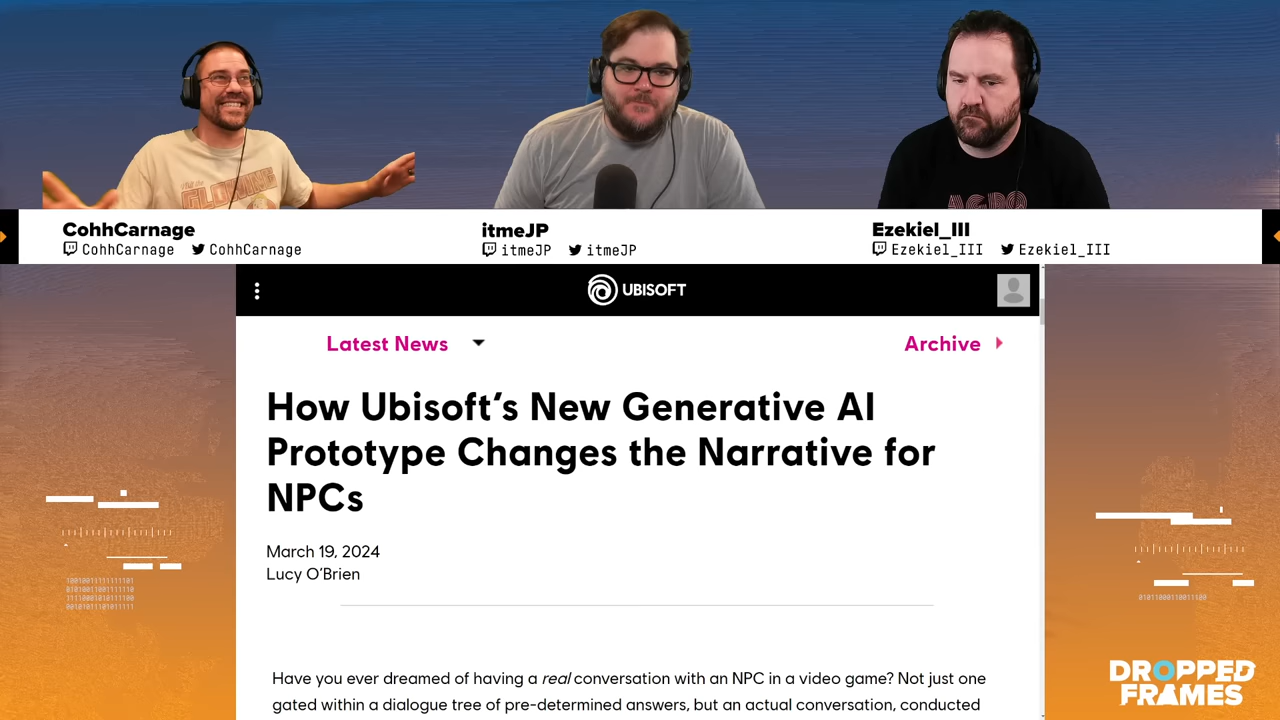 GLOWING
AGRO
CohhCarnage
CohhCarnage CohhCarnage
itmeJP
itmeJP itmeJP
Ezekiel_III
Ezekiel_III Ezekiel_III
UBISOFT
Latest News
Archive
How Ubisoft’s New Generative AI
Prototype Changes the Narrative for
NPCs
March 19, 2024
Lucy O’Brien
Have you ever dreamed of having a real conversation with an NPC in a video game? Not just one
gated within a dialogue tree of pre-determined answers, but an actual conversation, conducted
DROPPED
FRAMES